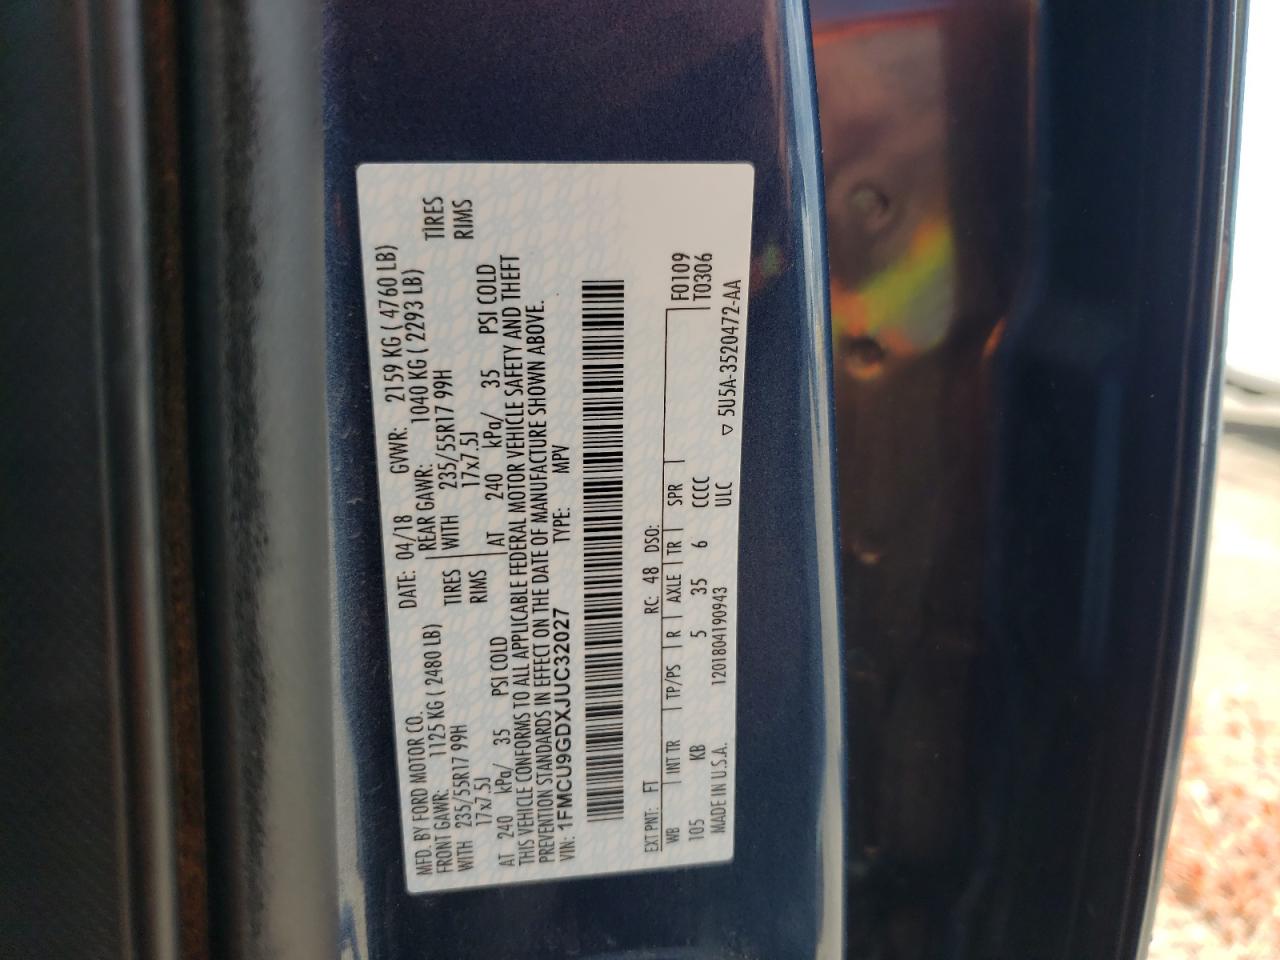 MFD. BY FORD MOTOR CO. DATE: 04/18 GVWR: 2159 KG ( 4760 LB)
FRONT GAWR: 1125 KG ( 2480 LB) REAR GAWR: 1040 KG ( 2293 LB)
WITH 235/55R17 99H TIRES WITH 235/55R17 99H TIRES
17x7.5J RIMS 17x7.5J RIMS
AT 240 kPa/ 35 PSI COLD AT 240 kPa/ 35 PSI COLD
THIS VEHICLE CONFORMS TO ALL APPLICABLE FEDERAL MOTOR VEHICLE SAFETY AND THEFT
PREVENTION STANDARDS IN EFFECT ON THE DATE OF MANUFACTURE SHOWN ABOVE.
VIN: 1FMCU9GDXJUC32027 TYPE: MPV
EXT PNT: FT RC: 48 DSO:
WB INT TR TP/PS R AXLE TR SPR F0109
105 KB 5 35 6 CCCC T0306
MADE IN U.S.A. 1201804190943 ULC ▽ 5U5A-3520472-AA